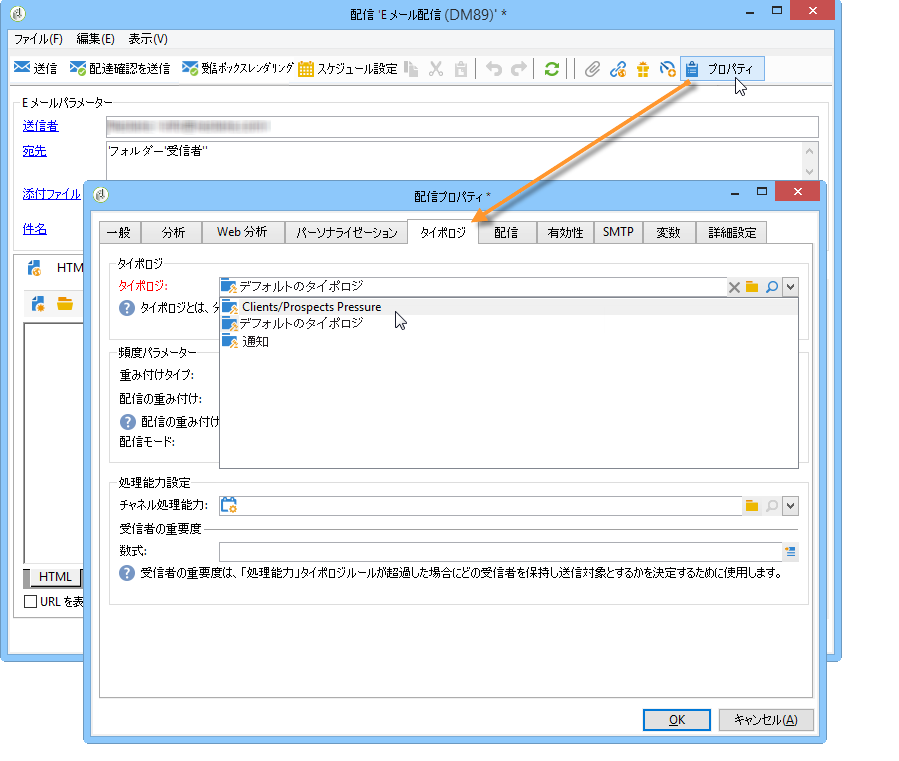 配信 'Eメール配信 (DM89)' *
ファイル(F) 編集(E) 表示(V)
送信 配達確認を送信 受信ボックスレンダリング スケジュール設定 プロパティ
Eメールパラメーター
送信者
宛先 'フォルダー'受信者''
添付ファイル
件名
HTM
HTML
URL を表
配信プロパティ *
一般 分析 Web 分析 パーソナライゼーション タイポロジ 配信 有効性 SMTP 変数 詳細設定
タイポロジ
タイポロジ: デフォルトのタイポロジ
タイポロジとは、
Clients/Prospects Pressure
デフォルトのタイポロジ
通知
頻度パラメーター
重み付けタイプ:
配信の重み付け:
配信の重み付け
配信モード:
処理能力設定
チャネル処理能力:
受信者の重要度
数式:
受信者の重要度は、「処理能力」タイポロジルールが超過した場合にどの受信者を保持し送信対象とするかを決定するために使用します。
OK キャンセル(A)